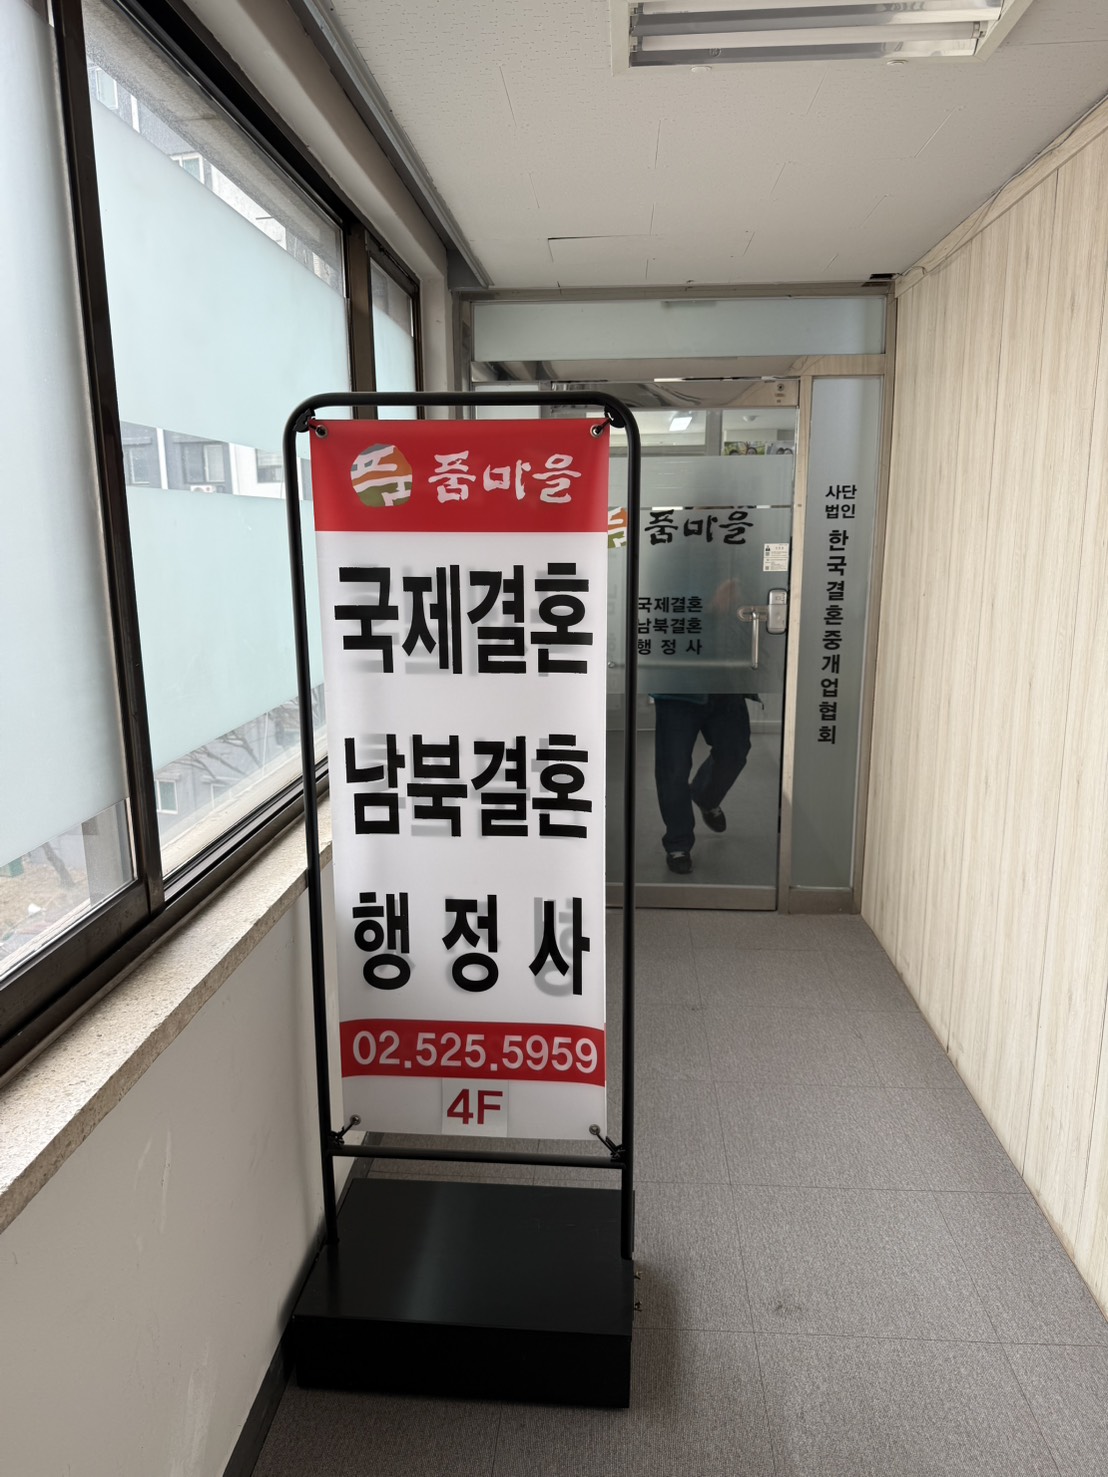 품마을
국제결혼
남북결혼
행 정 사
02.525.5959
4F
품마을
국제결혼
남북결혼
행 정 사
사단
법인
한국결혼중개업협회